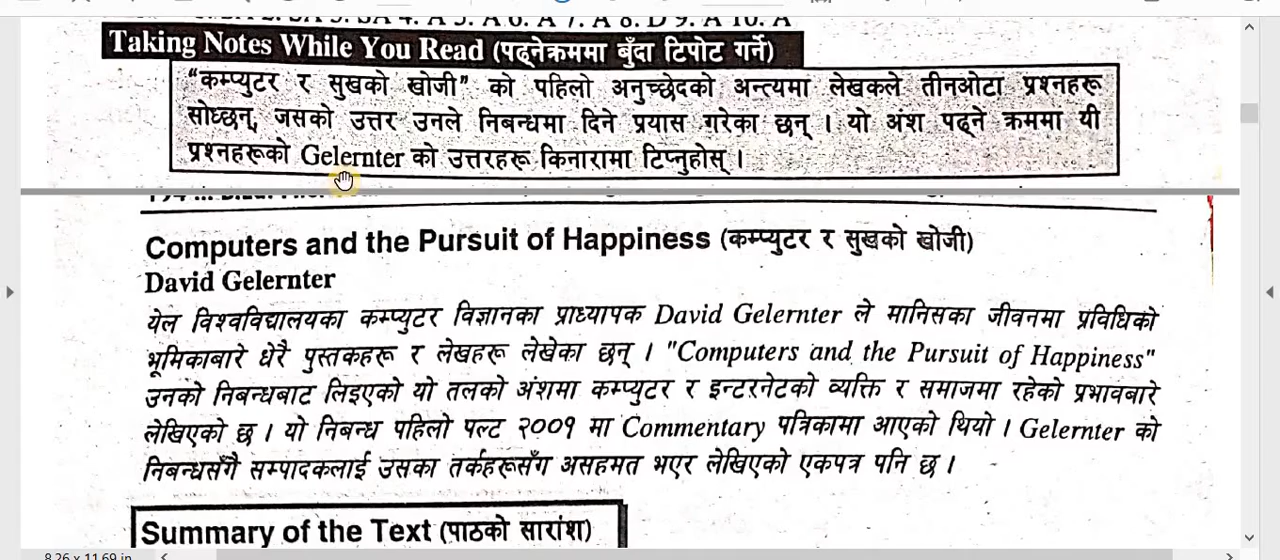 Taking Notes While You Read (पढ्नेक्रममा बुँदा टिपोट गर्ने)
“कम्प्युटर र सुखको खोजी” को पहिलो अनुच्छेदको अन्त्यमा लेखकले तीनओटा प्रश्नहरू
सोध्छन्, जसको उत्तर उनले निबन्धमा दिने प्रयास गरेका छन् । यो अंश पढ्ने क्रममा यी
प्रश्नहरूको Gelernter को उत्तरहरू किनारामा टिप्नुहोस् ।
Computers and the Pursuit of Happiness (कम्प्युटर र सुखको खोजी)
David Gelernter
येल विश्वविद्यालयका कम्प्युटर विज्ञानका प्राध्यापक David Gelernter ले मानिसका जीवनमा प्रविधिको
भूमिकाबारे धेरै पुस्तकहरू र लेखहरू लेखेका छन् । "Computers and the Pursuit of Happiness"
उनको निबन्धबाट लिइएको यो तलको अंशमा कम्प्युटर र इन्टरनेटको व्यक्ति र समाजमा रहेको प्रभावबारे
लेखिएको छ । यो निबन्ध पहिलो पल्ट २००१ मा Commentary पत्रिकामा आएको थियो । Gelernter को
निबन्धसँगै सम्पादकलाई उसका तर्कहरूसँग असहमत भएर लेखिएको एकपत्र पनि छ ।
Summary of the Text (पाठको सारांश)
8.26 x 11.69 in